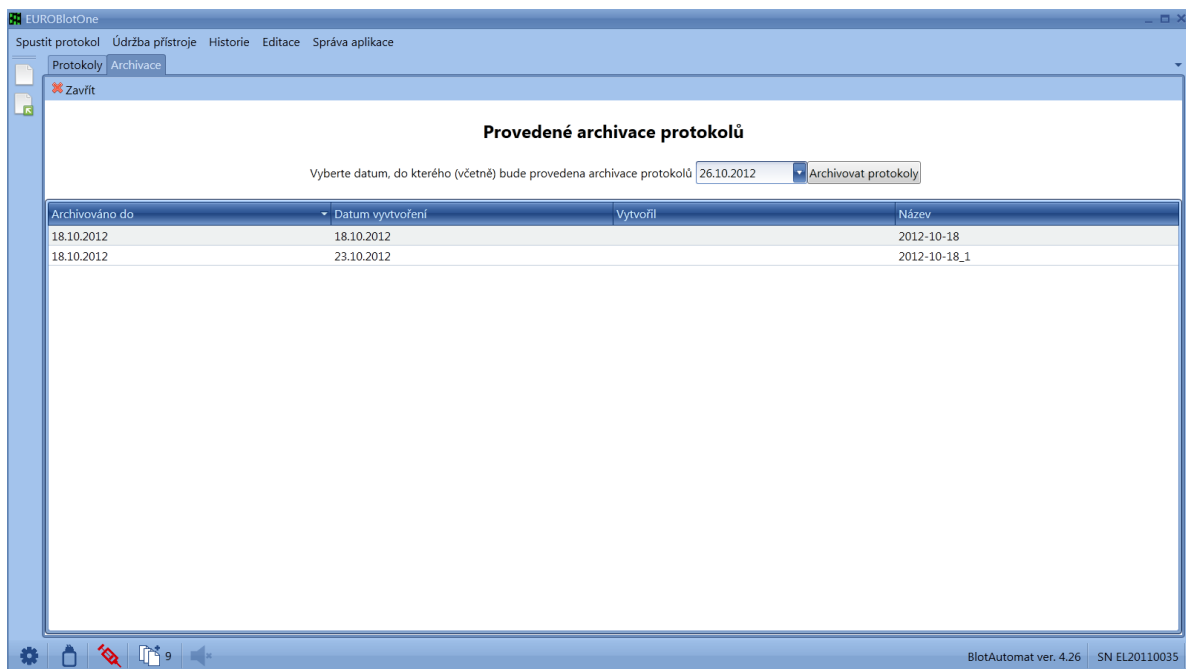 EUROBlotOne
Spustit protokol Údržba přístroje Historie Editace Správa aplikace
Protokoly Archivace
Zavřít
Provedené archivace protokolů
Vyberte datum, do kterého (včetně) bude provedena archivace protokolů 26.10.2012 Archivovat protokoly
Archivováno do Datum vyvtvoření Vytvořil Název
18.10.2012 18.10.2012 2012-10-18
18.10.2012 23.10.2012 2012-10-18_1
9 BlotAutomat ver. 4.26 SN EL20110035